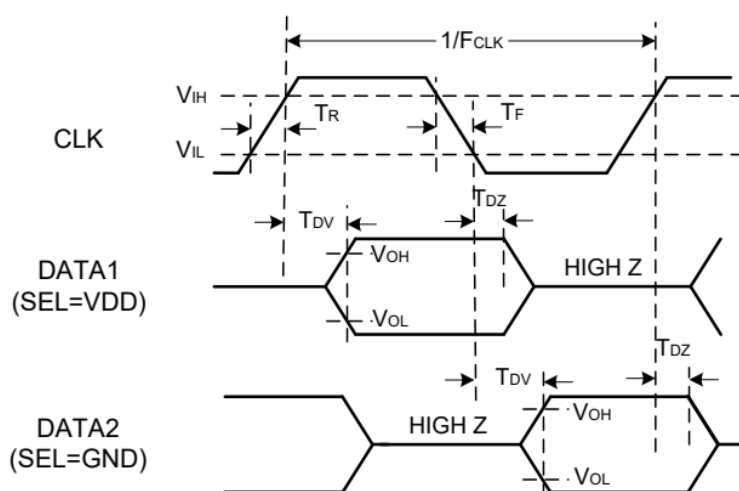 1/FCLK
VIH
TR
TF
CLK
VIL
TDZ
TDV
VOH
DATA1
(SEL=VDD)
HIGH Z
VOL
TDZ
TDV
DATA2
(SEL=GND)
HIGH Z
VOH
VOL